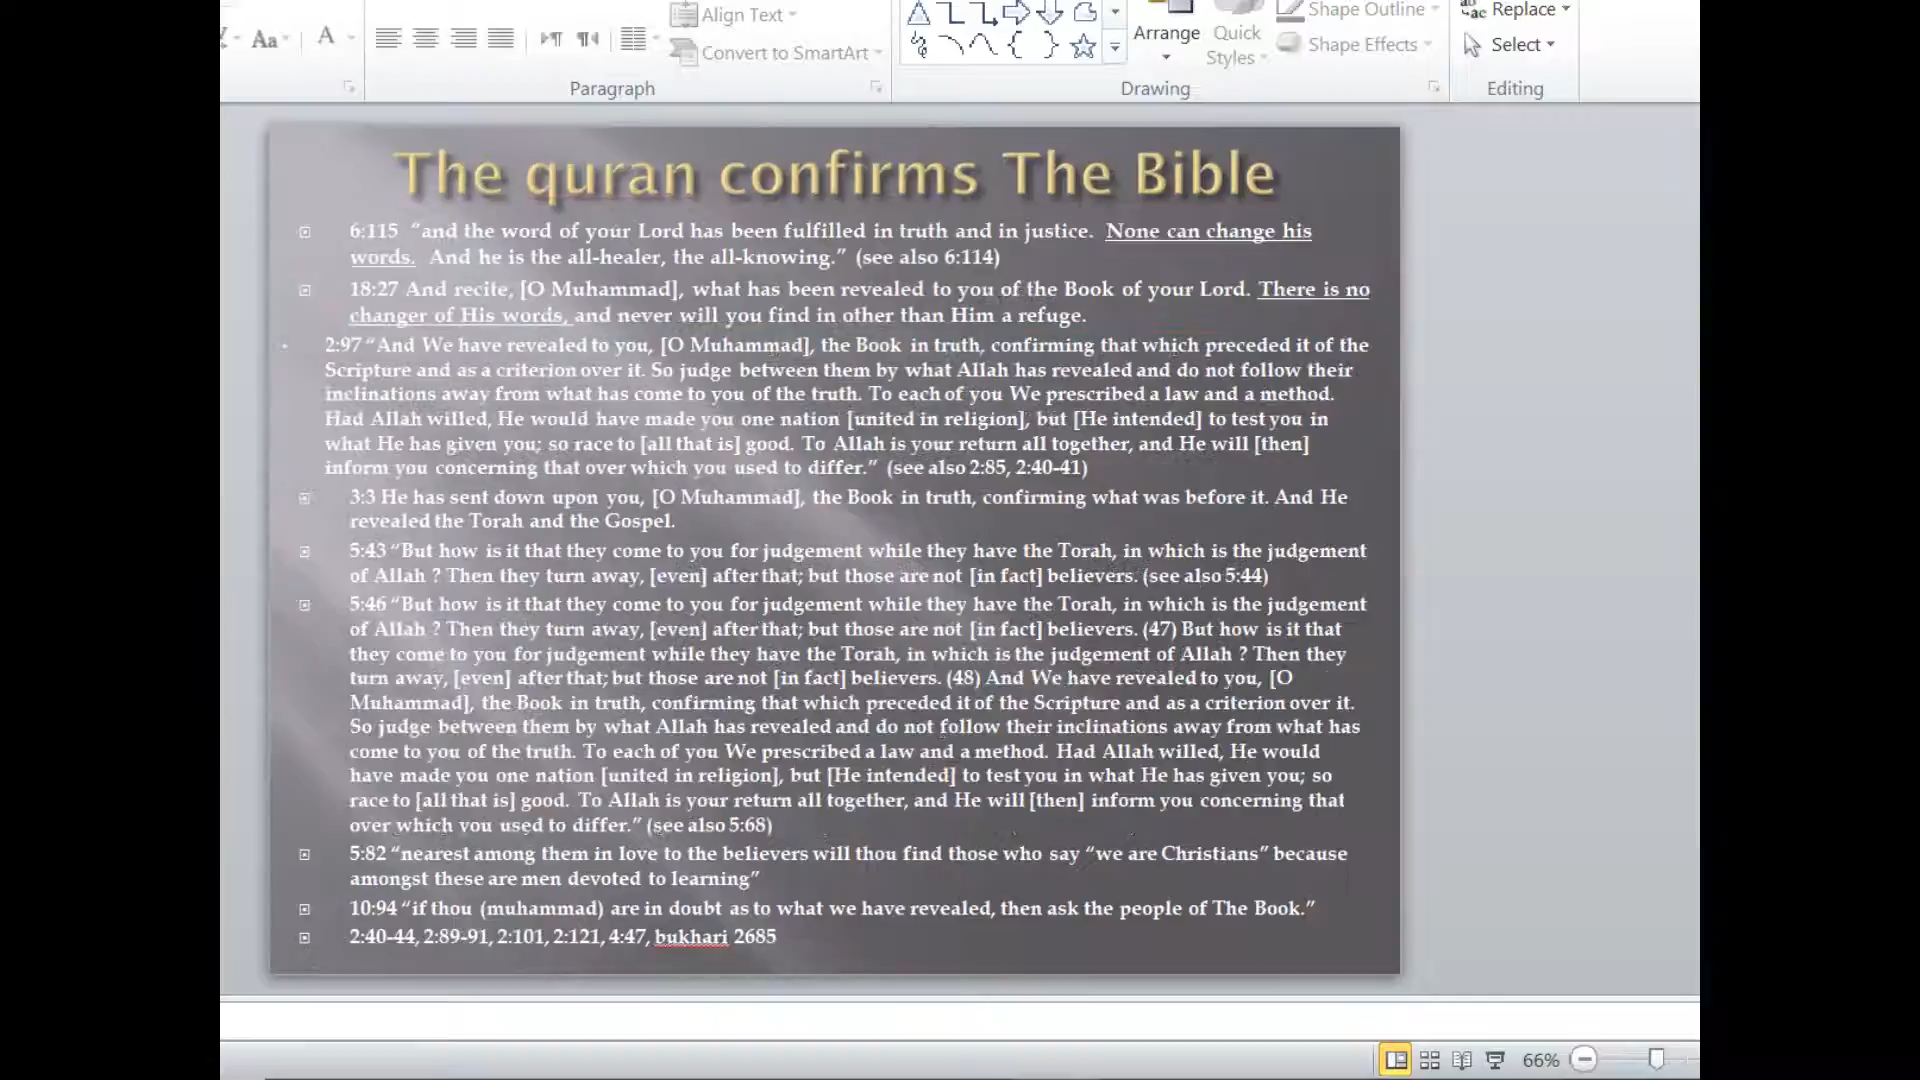 Aa
A
Align Text
Convert to SmartArt
Paragraph
Arrange
Quick
Styles
Shape Outline
Shape Effects
Drawing
Replace
Select
Editing
The quran confirms The Bible
6:115 “and the word of your Lord has been fulfilled in truth and in justice. None can change his
words. And he is the all-healer, the all-knowing.” (see also 6:114)
18:27 And recite, [O Muhammad], what has been revealed to you of the Book of your Lord. There is no
changer of His words, and never will you find in other than Him a refuge.
2:97 “And We have revealed to you, [O Muhammad], the Book in truth, confirming that which preceded it of the
Scripture and as a criterion over it. So judge between them by what Allah has revealed and do not follow their
inclinations away from what has come to you of the truth. To each of you We prescribed a law and a method.
Had Allah willed, He would have made you one nation [united in religion], but [He intended] to test you in
what He has given you; so race to [all that is] good. To Allah is your return all together, and He will [then]
inform you concerning that over which you used to differ.” (see also 2:85, 2:40-41)
3:3 He has sent down upon you, [O Muhammad], the Book in truth, confirming what was before it. And He
revealed the Torah and the Gospel.
5:43 “But how is it that they come to you for judgement while they have the Torah, in which is the judgement
of Allah ? Then they turn away, [even] after that; but those are not [in fact] believers. (see also 5:44)
5:46 “But how is it that they come to you for judgement while they have the Torah, in which is the judgement
of Allah ? Then they turn away, [even] after that; but those are not [in fact] believers. (47) But how is it that
they come to you for judgement while they have the Torah, in which is the judgement of Allah ? Then they
turn away, [even] after that; but those are not [in fact] believers. (48) And We have revealed to you, [O
Muhammad], the Book in truth, confirming that which preceded it of the Scripture and as a criterion over it.
So judge between them by what Allah has revealed and do not follow their inclinations away from what has
come to you of the truth. To each of you We prescribed a law and a method. Had Allah willed, He would
have made you one nation [united in religion], but [He intended] to test you in what He has given you; so
race to [all that is] good. To Allah is your return all together, and He will [then] inform you concerning that
over which you used to differ.” (see also 5:68)
5:82 “nearest among them in love to the believers will thou find those who say “we are Christians” because
amongst these are men devoted to learning”
10:94 “if thou (muhammad) are in doubt as to what we have revealed, then ask the people of The Book.”
2:40-44, 2:89-91, 2:101, 2:121, 4:47, bukhari 2685
66%